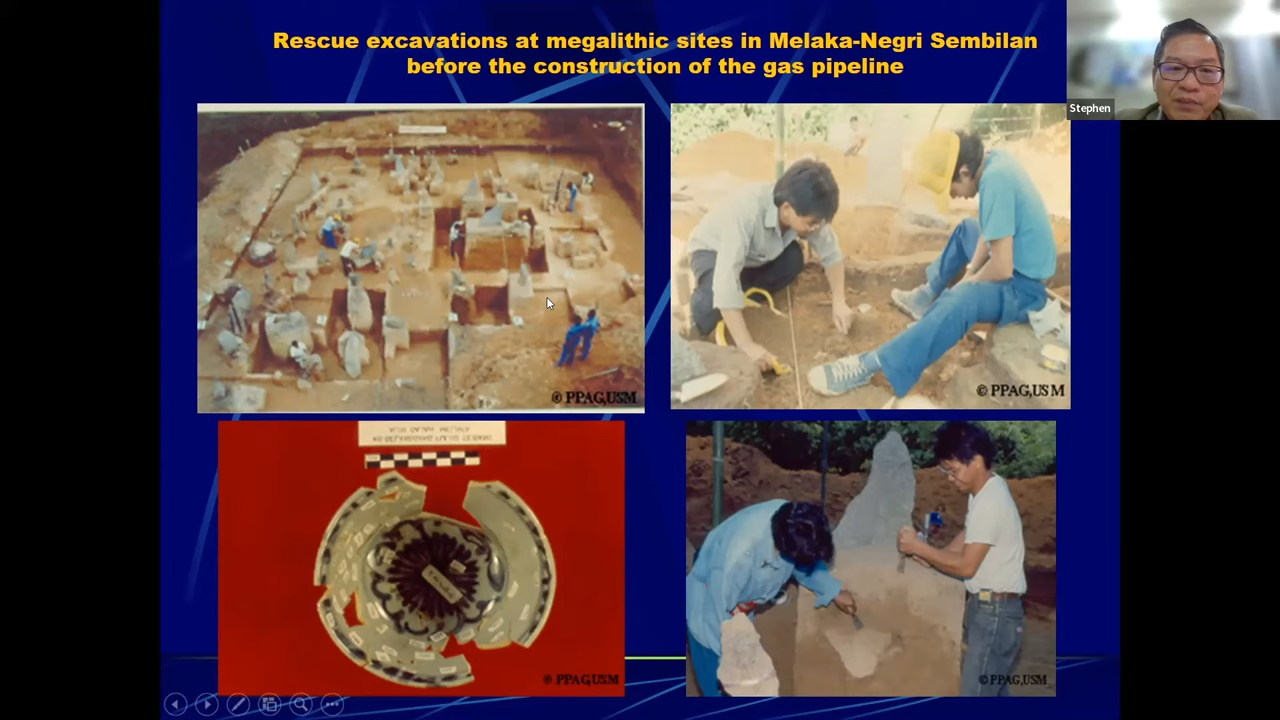 Rescue excavations at megalithic sites in Melaka-Negri Sembilan
before the construction of the gas pipeline
Stephen
© PPAG,USM
© PPAG,USM
© PPAG,USM
© PPAG,USM